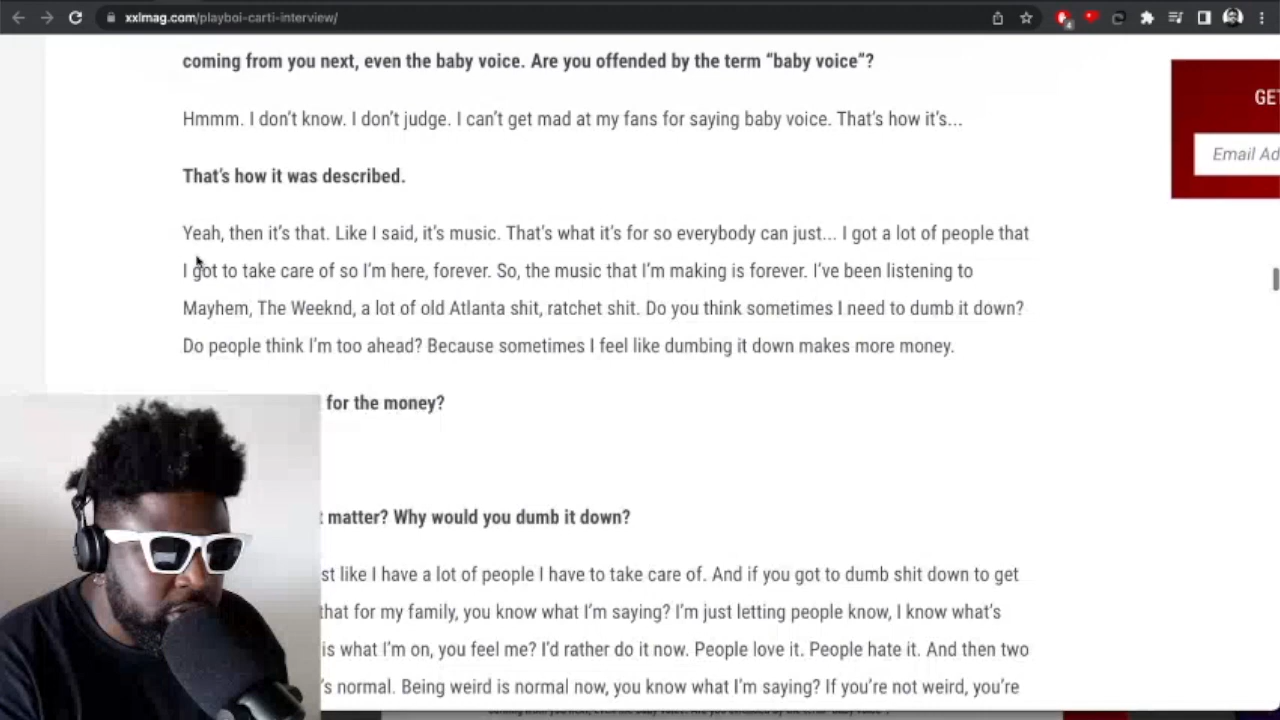 xxlmag.com/playboi-carti-interview/
4
coming from you next, even the baby voice. Are you offended by the term “baby voice”?
GET
Hmmm. I don’t know. I don’t judge. I can’t get mad at my fans for saying baby voice. That’s how it’s...
Email Ad
That’s how it was described.
Yeah, then it’s that. Like I said, it’s music. That’s what it’s for so everybody can just... I got a lot of people that
I got to take care of so I’m here, forever. So, the music that I’m making is forever. I’ve been listening to
Mayhem, The Weeknd, a lot of old Atlanta shit, ratchet shit. Do you think sometimes I need to dumb it down?
Do people think I’m too ahead? Because sometimes I feel like dumbing it down makes more money.
for the money?
matter? Why would you dumb it down?
st like I have a lot of people I have to take care of. And if you got to dumb shit down to get
that for my family, you know what I’m saying? I’m just letting people know, I know what’s
is what I’m on, you feel me? I’d rather do it now. People love it. People hate it. And then two
’s normal. Being weird is normal now, you know what I’m saying? If you’re not weird, you’re